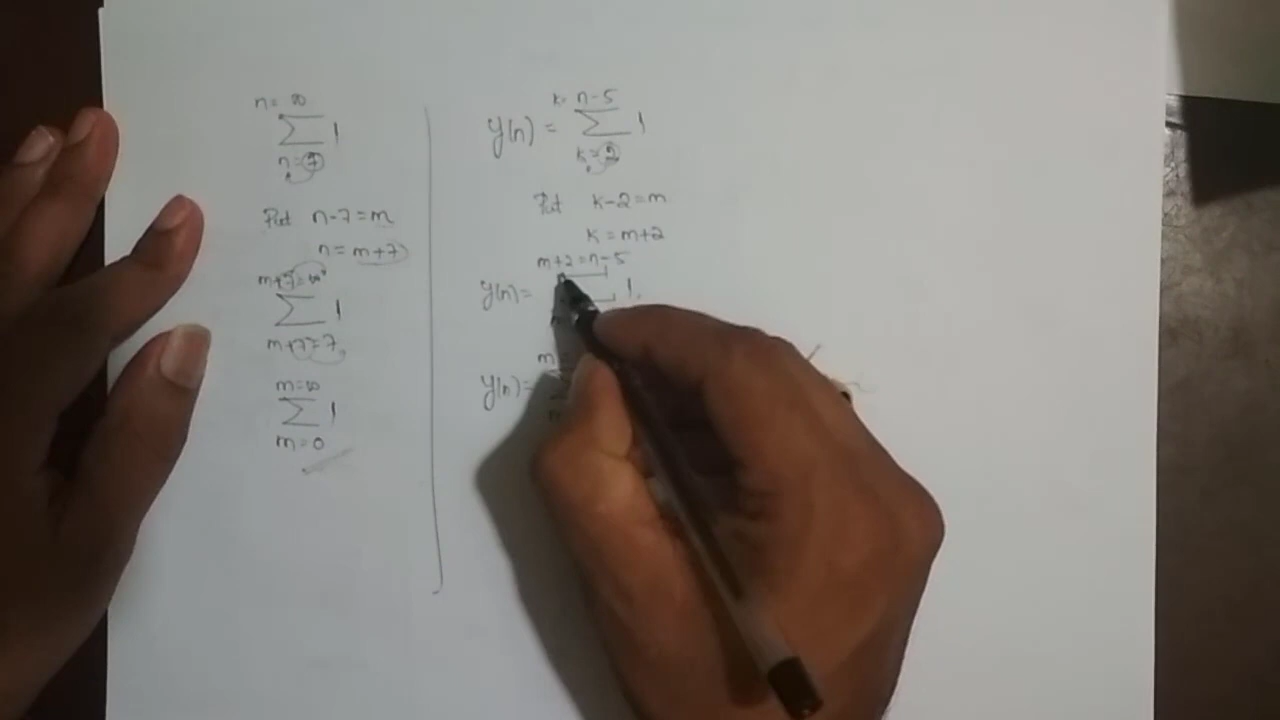 n = ∞
∑ 1
n = 7
Put n-7 = m
n = m+7
m+7 = ∞
∑ 1
m+7 = 7
m = ∞
∑ 1
m = 0
k = n-5
y(n) = ∑ 1
k = 2
Put k-2 = m
k = m+2
m+2 = n-5
y(n) = 1
m
y(n) =